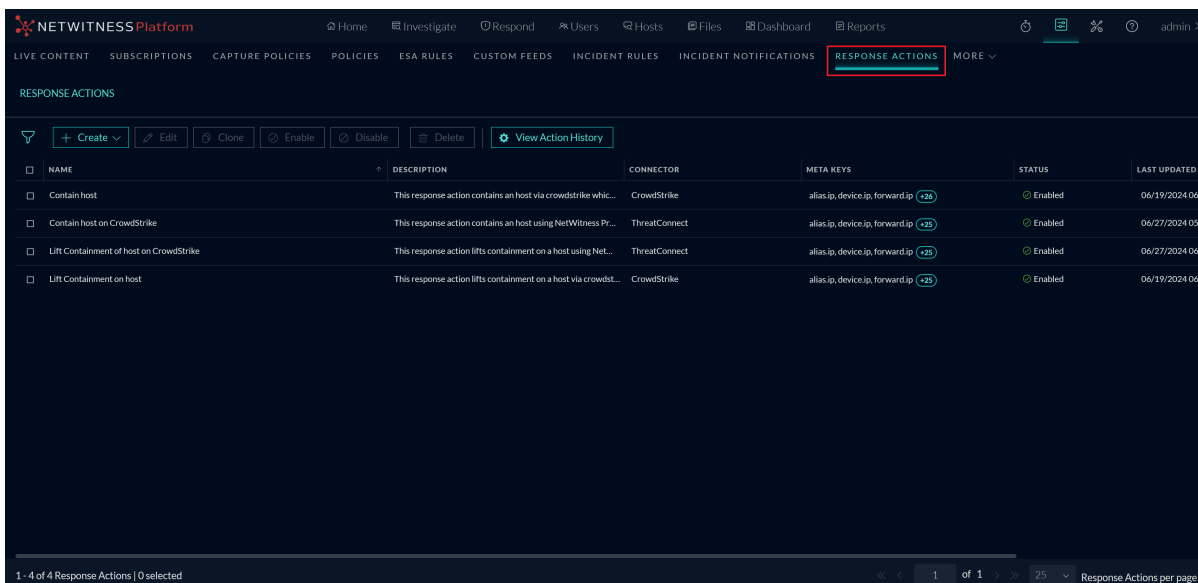 NETWITNESS Platform Home Investigate Respond Users Hosts Files Dashboard Reports admin
LIVE CONTENT SUBSCRIPTIONS CAPTURE POLICIES POLICIES ESA RULES CUSTOM FEEDS INCIDENT RULES INCIDENT NOTIFICATIONS RESPONSE ACTIONS MORE
RESPONSE ACTIONS
Create Edit Clone Enable Disable Delete View Action History
NAME DESCRIPTION CONNECTOR META KEYS STATUS LAST UPDATED
Contain host This response action contains an host via crowdstrike whic... CrowdStrike alias.ip, device.ip, forward.ip +26 Enabled 06/19/2024 06
Contain host on CrowdStrike This response action contains an host using NetWitness Pr... ThreatConnect alias.ip, device.ip, forward.ip +25 Enabled 06/27/2024 05
Lift Containment of host on CrowdStrike This response action lifts containment on a host using Net... ThreatConnect alias.ip, device.ip, forward.ip +25 Enabled 06/27/2024 06
Lift Containment on host This response action lifts containment on a host via crowdst... CrowdStrike alias.ip, device.ip, forward.ip +25 Enabled 06/19/2024 06
1 - 4 of 4 Response Actions | 0 selected 1 of 1 25 Response Actions per page